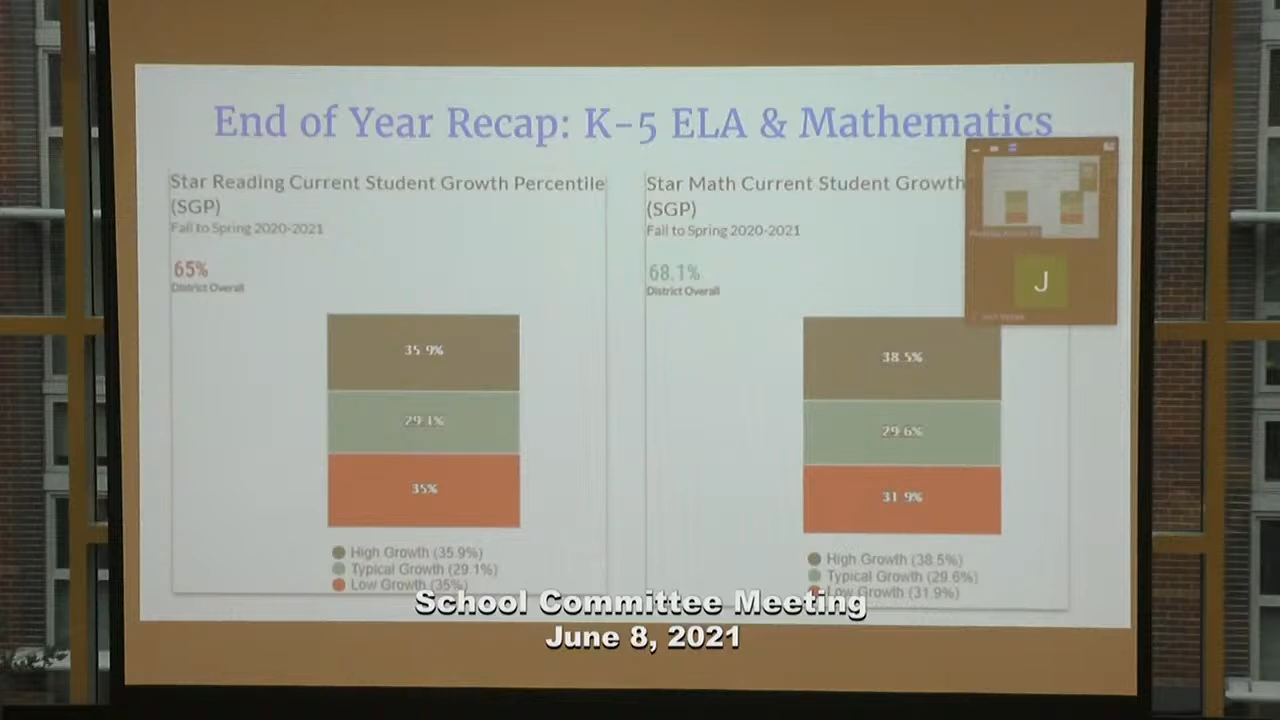 End of Year Recap: K-5 ELA & Mathematics
Star Reading Current Student Growth Percentile
(SGP)
Fall to Spring 2020-2021
65%
District Overall
35.9%
29.1%
35%
High Growth (35.9%)
Typical Growth (29.1%)
Low Growth (35%)
Star Math Current Student Growth
(SGP)
Fall to Spring 2020-2021
68.1%
District Overall
38.5%
29.6%
31.9%
High Growth (38.5%)
Typical Growth (29.6%)
Low Growth (31.9%)
J
School Committee Meeting
June 8, 2021